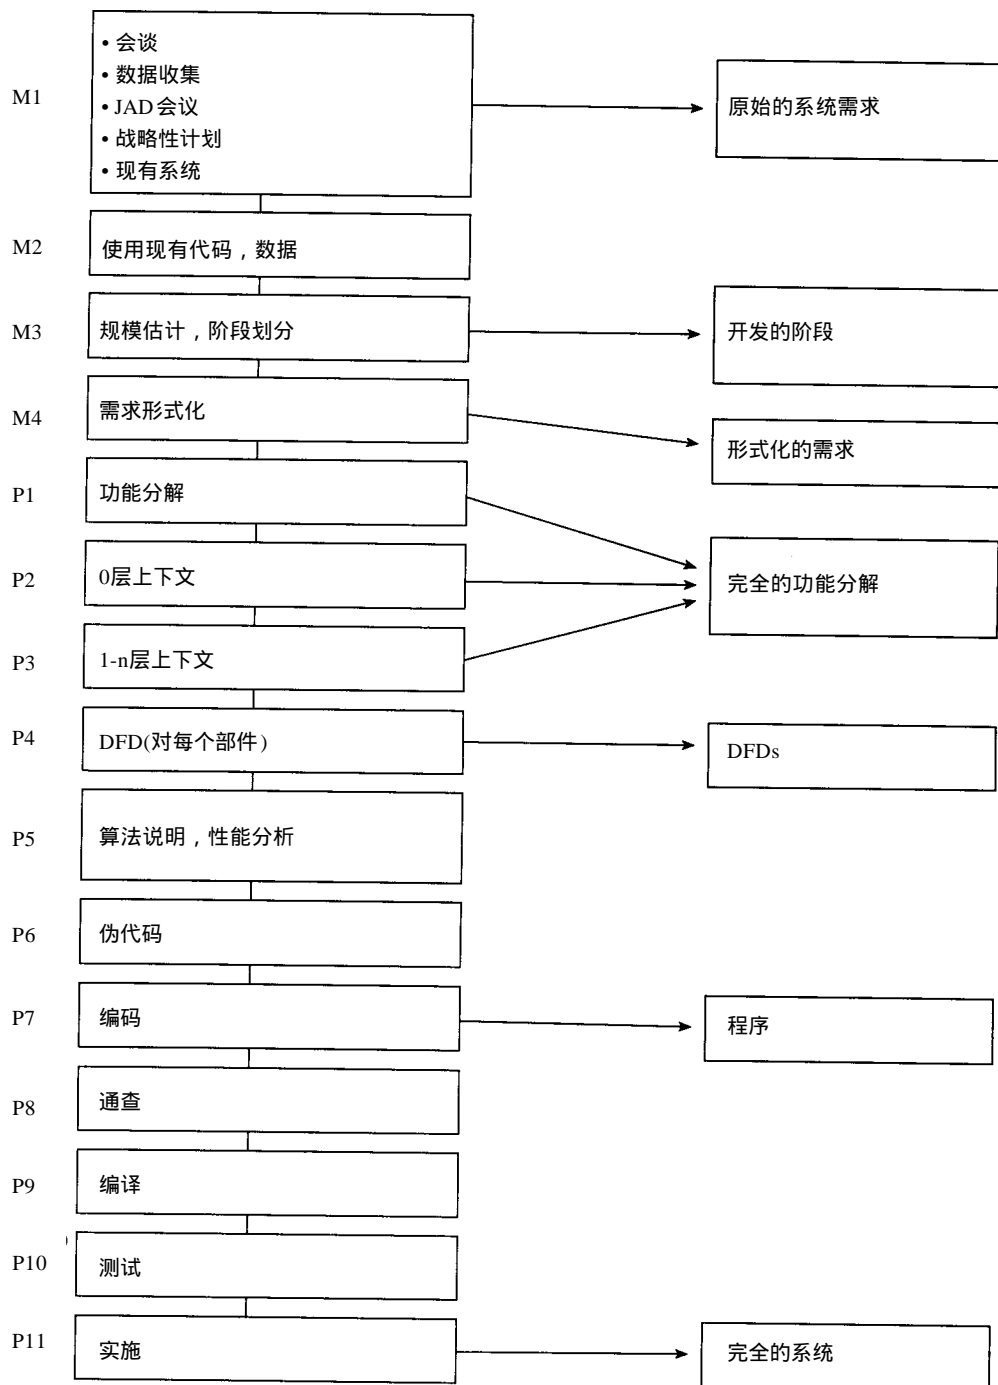 M1
• 会谈
• 数据收集
• JAD会议
• 战略性计划
• 现有系统
原始的系统需求
M2
使用现有代码，数据
M3
规模估计，阶段划分
开发的阶段
M4
需求形式化
形式化的需求
P1
功能分解
P2
0层上下文
完全的功能分解
P3
1-n层上下文
P4
DFD(对每个部件)
DFDs
P5
算法说明，性能分析
P6
伪代码
P7
编码
程序
P8
通查
P9
编译
P10
测试
P11
实施
完全的系统